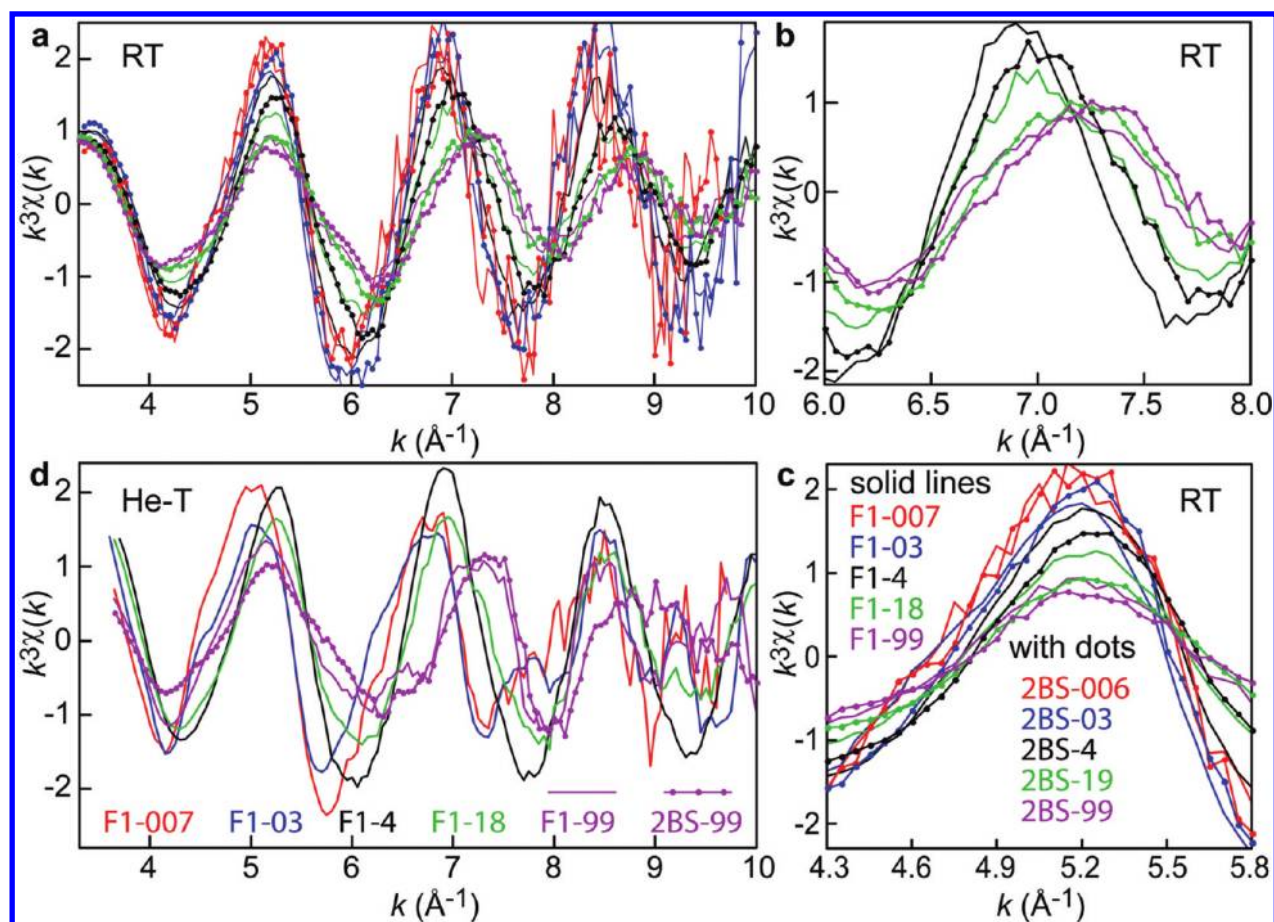 a
RT
k³χ(k)
2
1
0
-1
-2
4
5
6
7
8
9
10
k (Å⁻¹)
b
RT
k³χ(k)
1
0
-1
-2
6.0
6.5
7.0
7.5
8.0
k (Å⁻¹)
d
He-T
k³χ(k)
2
1
0
-1
-2
F1-007 F1-03 F1-4 F1-18 F1-99 2BS-99
4
5
6
7
8
9
10
k (Å⁻¹)
c
RT
k³χ(k)
2
1
0
-1
-2
solid lines
F1-007
F1-03
F1-4
F1-18
F1-99
with dots
2BS-006
2BS-03
2BS-4
2BS-19
2BS-99
4.3
4.9
5.2
5.5
5.8
k (Å⁻¹)